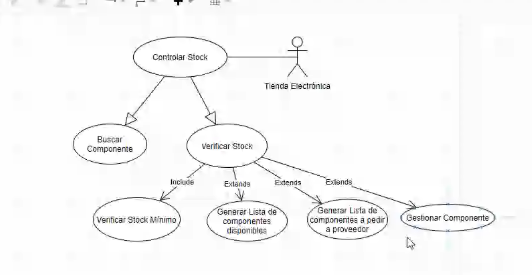 Controlar Stock
Tienda Electrónica
Buscar
Componente
Verificar Stock
Include
Extends
Extends
Extends
Verificar Stock Mínimo
Generar Lista de
componentes
disponibles
Generar Lista de
componentes a pedir
a proveedor
Gestionar Componente